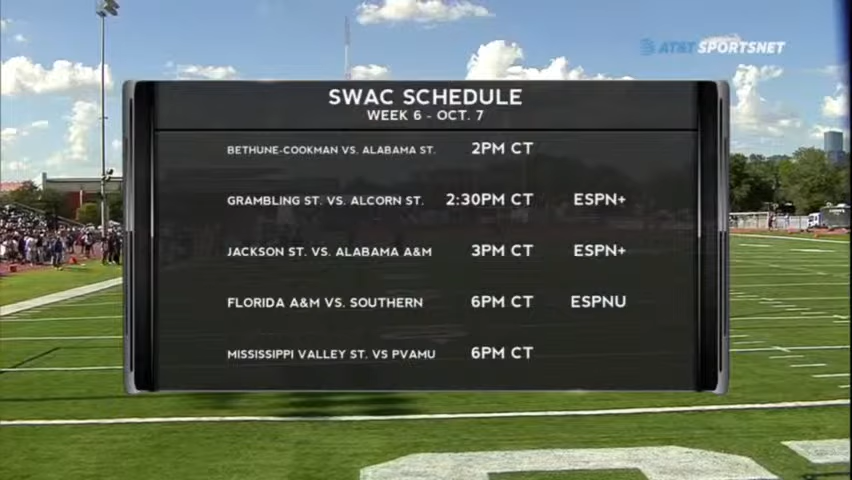 AT&T SPORTSNET
SWAC SCHEDULE
WEEK 6 - OCT. 7
BETHUNE-COOKMAN VS. ALABAMA ST. 2PM CT
GRAMBLING ST. VS. ALCORN ST. 2:30PM CT ESPN+
JACKSON ST. VS. ALABAMA A&M 3PM CT ESPN+
FLORIDA A&M VS. SOUTHERN 6PM CT ESPNU
MISSISSIPPI VALLEY ST. VS PVAMU 6PM CT